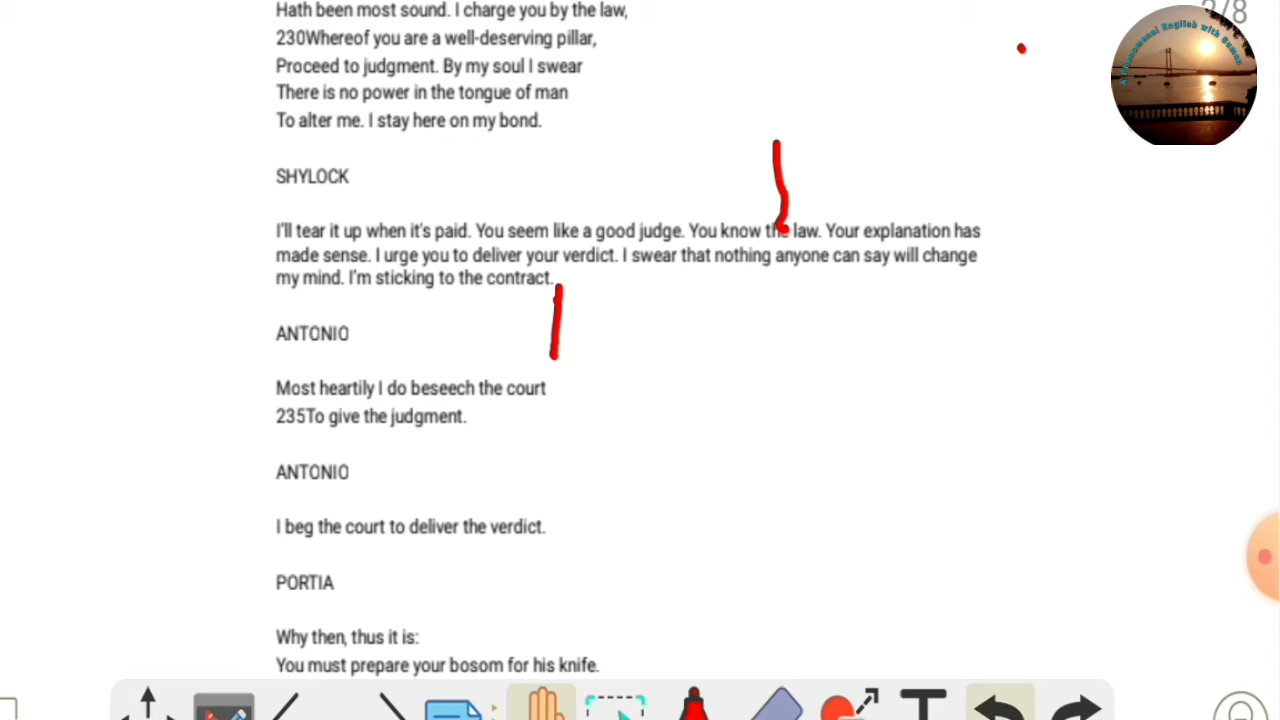 2/8
A Phenomenal English with Suman
Hath been most sound. I charge you by the law,
230Whereof you are a well-deserving pillar,
Proceed to judgment. By my soul I swear
There is no power in the tongue of man
To alter me. I stay here on my bond.
SHYLOCK
I'll tear it up when it's paid. You seem like a good judge. You know the law. Your explanation has
made sense. I urge you to deliver your verdict. I swear that nothing anyone can say will change
my mind. I'm sticking to the contract.
ANTONIO
Most heartily I do beseech the court
235To give the judgment.
ANTONIO
I beg the court to deliver the verdict.
PORTIA
Why then, thus it is:
You must prepare your bosom for his knife.
T